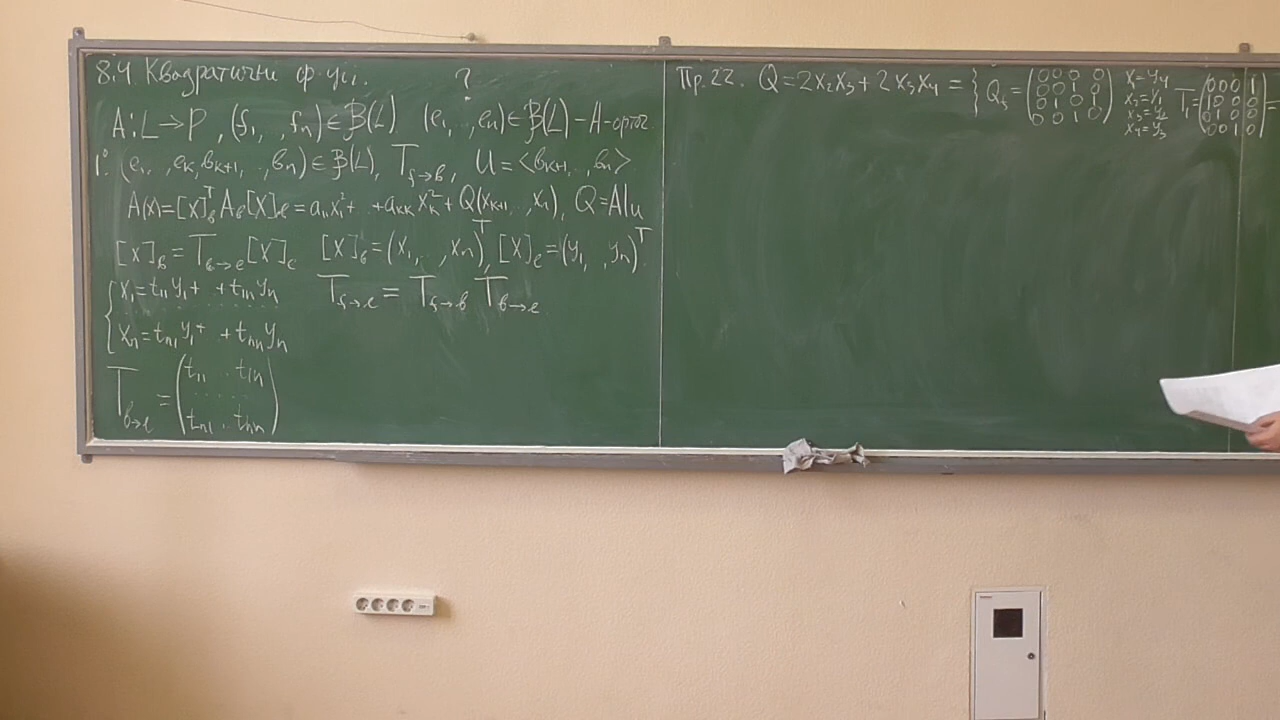 8.4 Квадратични ф-ции.
?
A: L → P, (f₁, , fₙ) ∈ B(L) (e₁, , eₙ) ∈ B(L) – A-ортог.
1° (e₁, , eₖ, bₖ₊₁, , bₙ) ∈ B(L), T_{f→b}, U = <bₖ₊₁, , bₙ>
A(x) = [x]ᵀ_b A_b [x]_b = a₁₁x₁² + + aₖₖxₖ² + Q(xₖ₊₁, , xₙ), Q = A|u
[x]_b = T_{b→e} [x]_e [x]_b = (x₁, , xₙ)ᵀ, [x]_e = (y₁, , yₙ)ᵀ
{ x₁ = t₁₁y₁ + + t₁ₙyₙ T_{f→e} = T_{f→b} T_{b→e}
. . . . .
xₙ = tₙ₁y₁ + + tₙₙyₙ
T_{b→e} = ( t₁₁ . . t₁ₙ
. . . . .
tₙ₁ . . tₙₙ )
Пр. 22. Q = 2x₂x₃ + 2x₃x₄ = } Q_f = ( 0 0 0 0
0 0 1 0
0 1 0 1
0 0 1 0 )
x₁ = y₄
x₂ = y₁
x₃ = y₂
x₄ = y₃
T₁ = ( 0 0 0 1
1 0 0 0
0 1 0 0
0 0 1 0 ) =